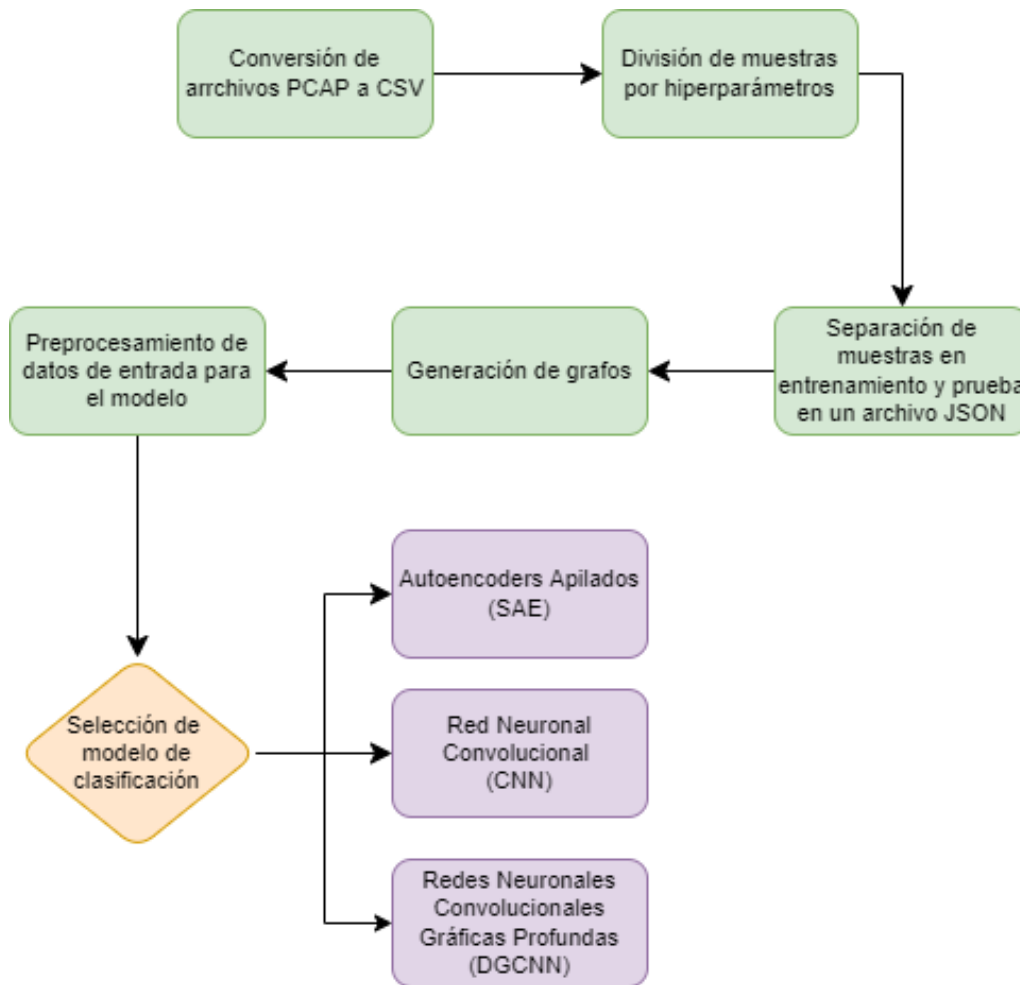 Conversión de
arrchivos PCAP a CSV
División de muestras
por hiperparámetros
Separación de
muestras en
entrenamiento y prueba
en un archivo JSON
Generación de grafos
Preprocesamiento de
datos de entrada para
el modelo
Selección de
modelo de
clasificación
Autoencoders Apilados
(SAE)
Red Neuronal
Convolucional
(CNN)
Redes Neuronales
Convolucionales
Gráficas Profundas
(DGCNN)